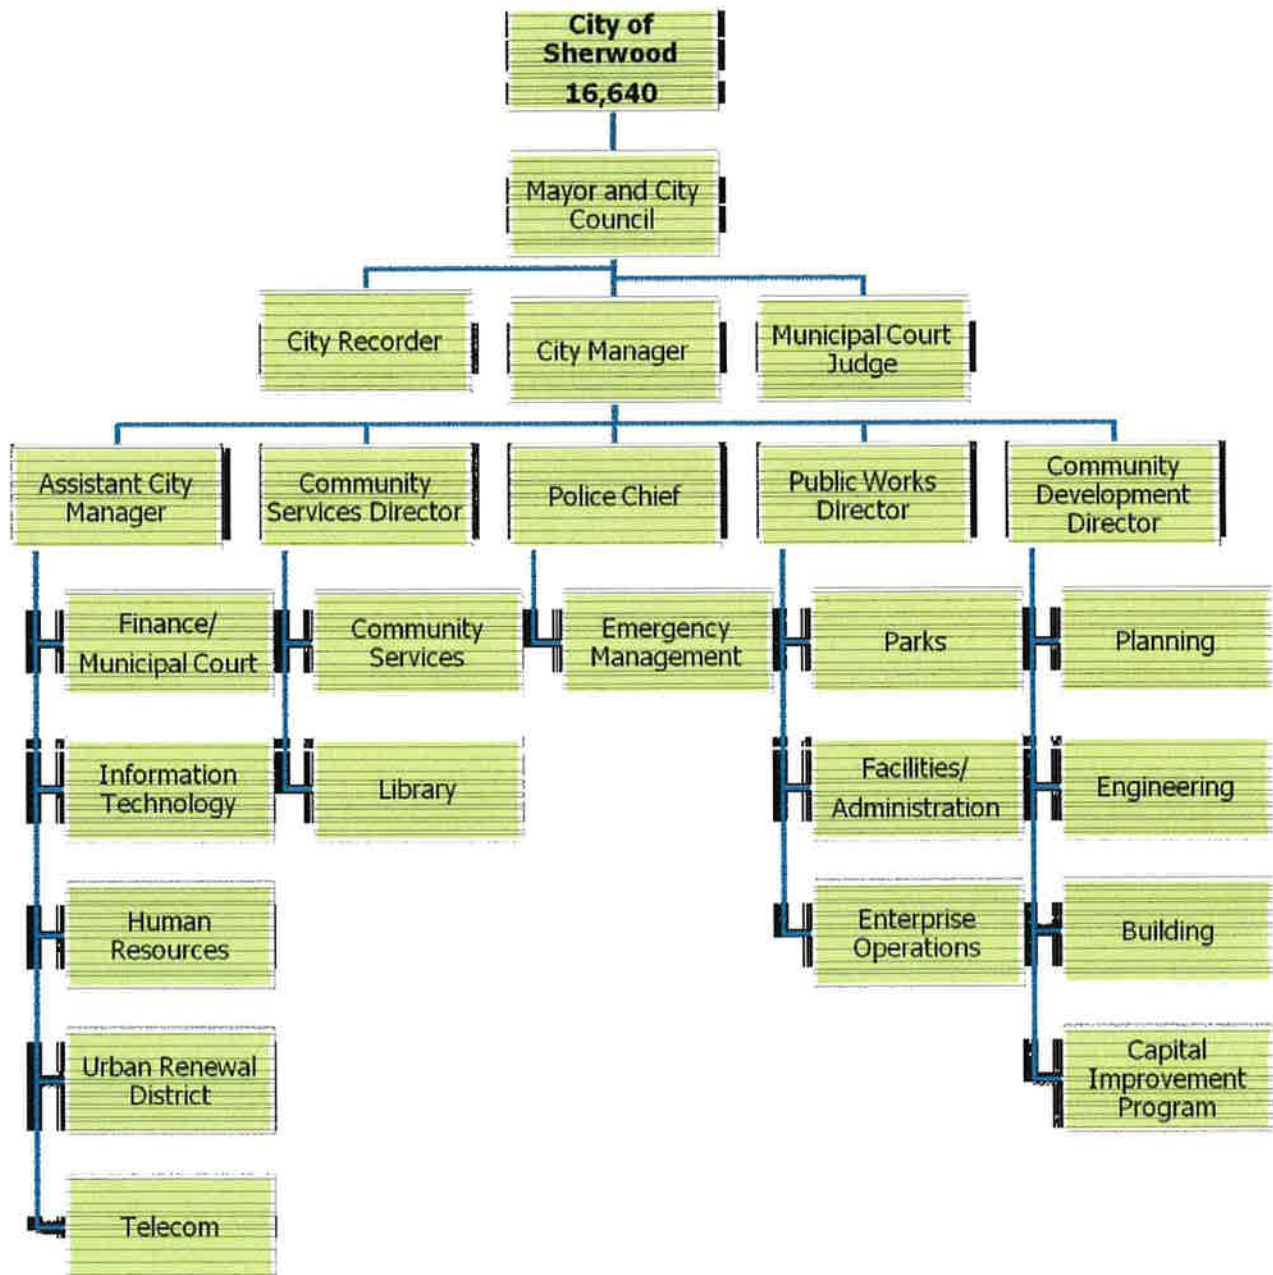 City of
Sherwood
16,640
Mayor and City
Council
City Recorder
City Manager
Municipal Court
Judge
Assistant City
Manager
Community
Services Director
Police Chief
Public Works
Director
Community
Development
Director
Finance/
Municipal Court
Community
Services
Emergency
Management
Parks
Planning
Information
Technology
Library
Facilities/
Administration
Engineering
Human
Resources
Enterprise
Operations
Building
Urban Renewal
District
Capital
Improvement
Program
Telecom